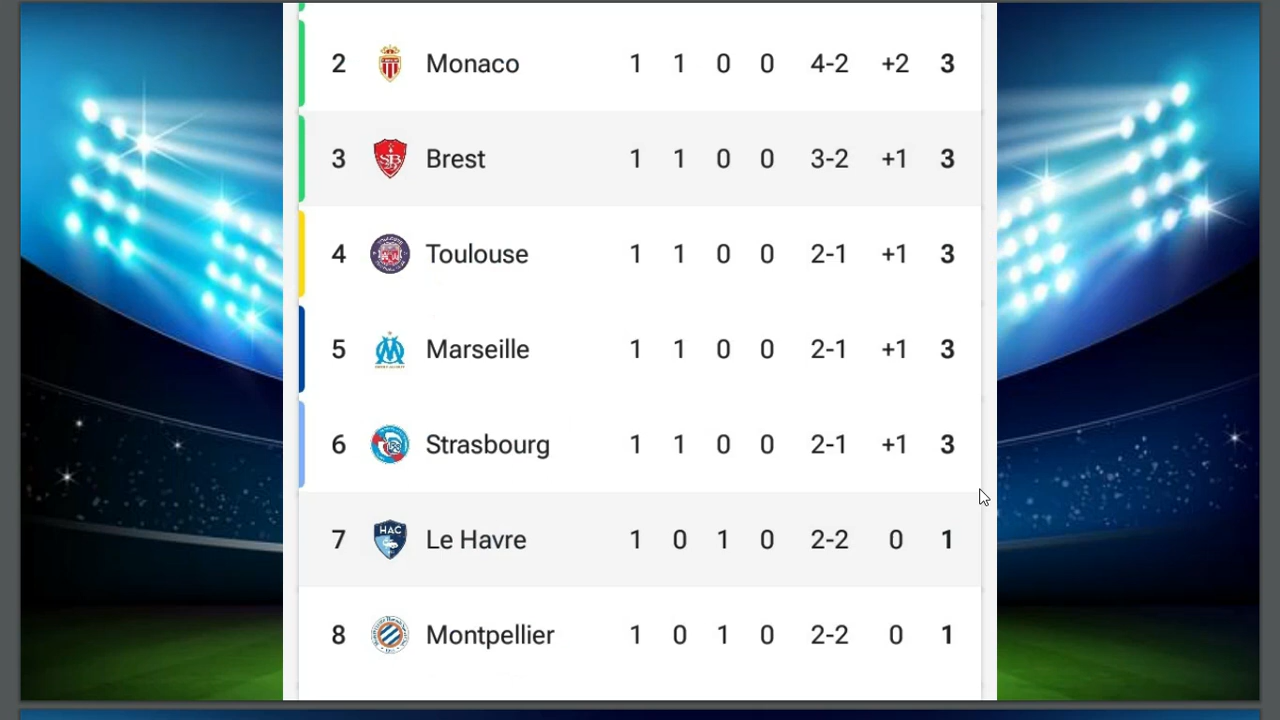 2 Monaco 1 1 0 0 4-2 +2 3
3 Brest 1 1 0 0 3-2 +1 3
4 Toulouse 1 1 0 0 2-1 +1 3
5 Marseille 1 1 0 0 2-1 +1 3
6 Strasbourg 1 1 0 0 2-1 +1 3
HAC
7 Le Havre 1 0 1 0 2-2 0 1
8 Montpellier 1 0 1 0 2-2 0 1